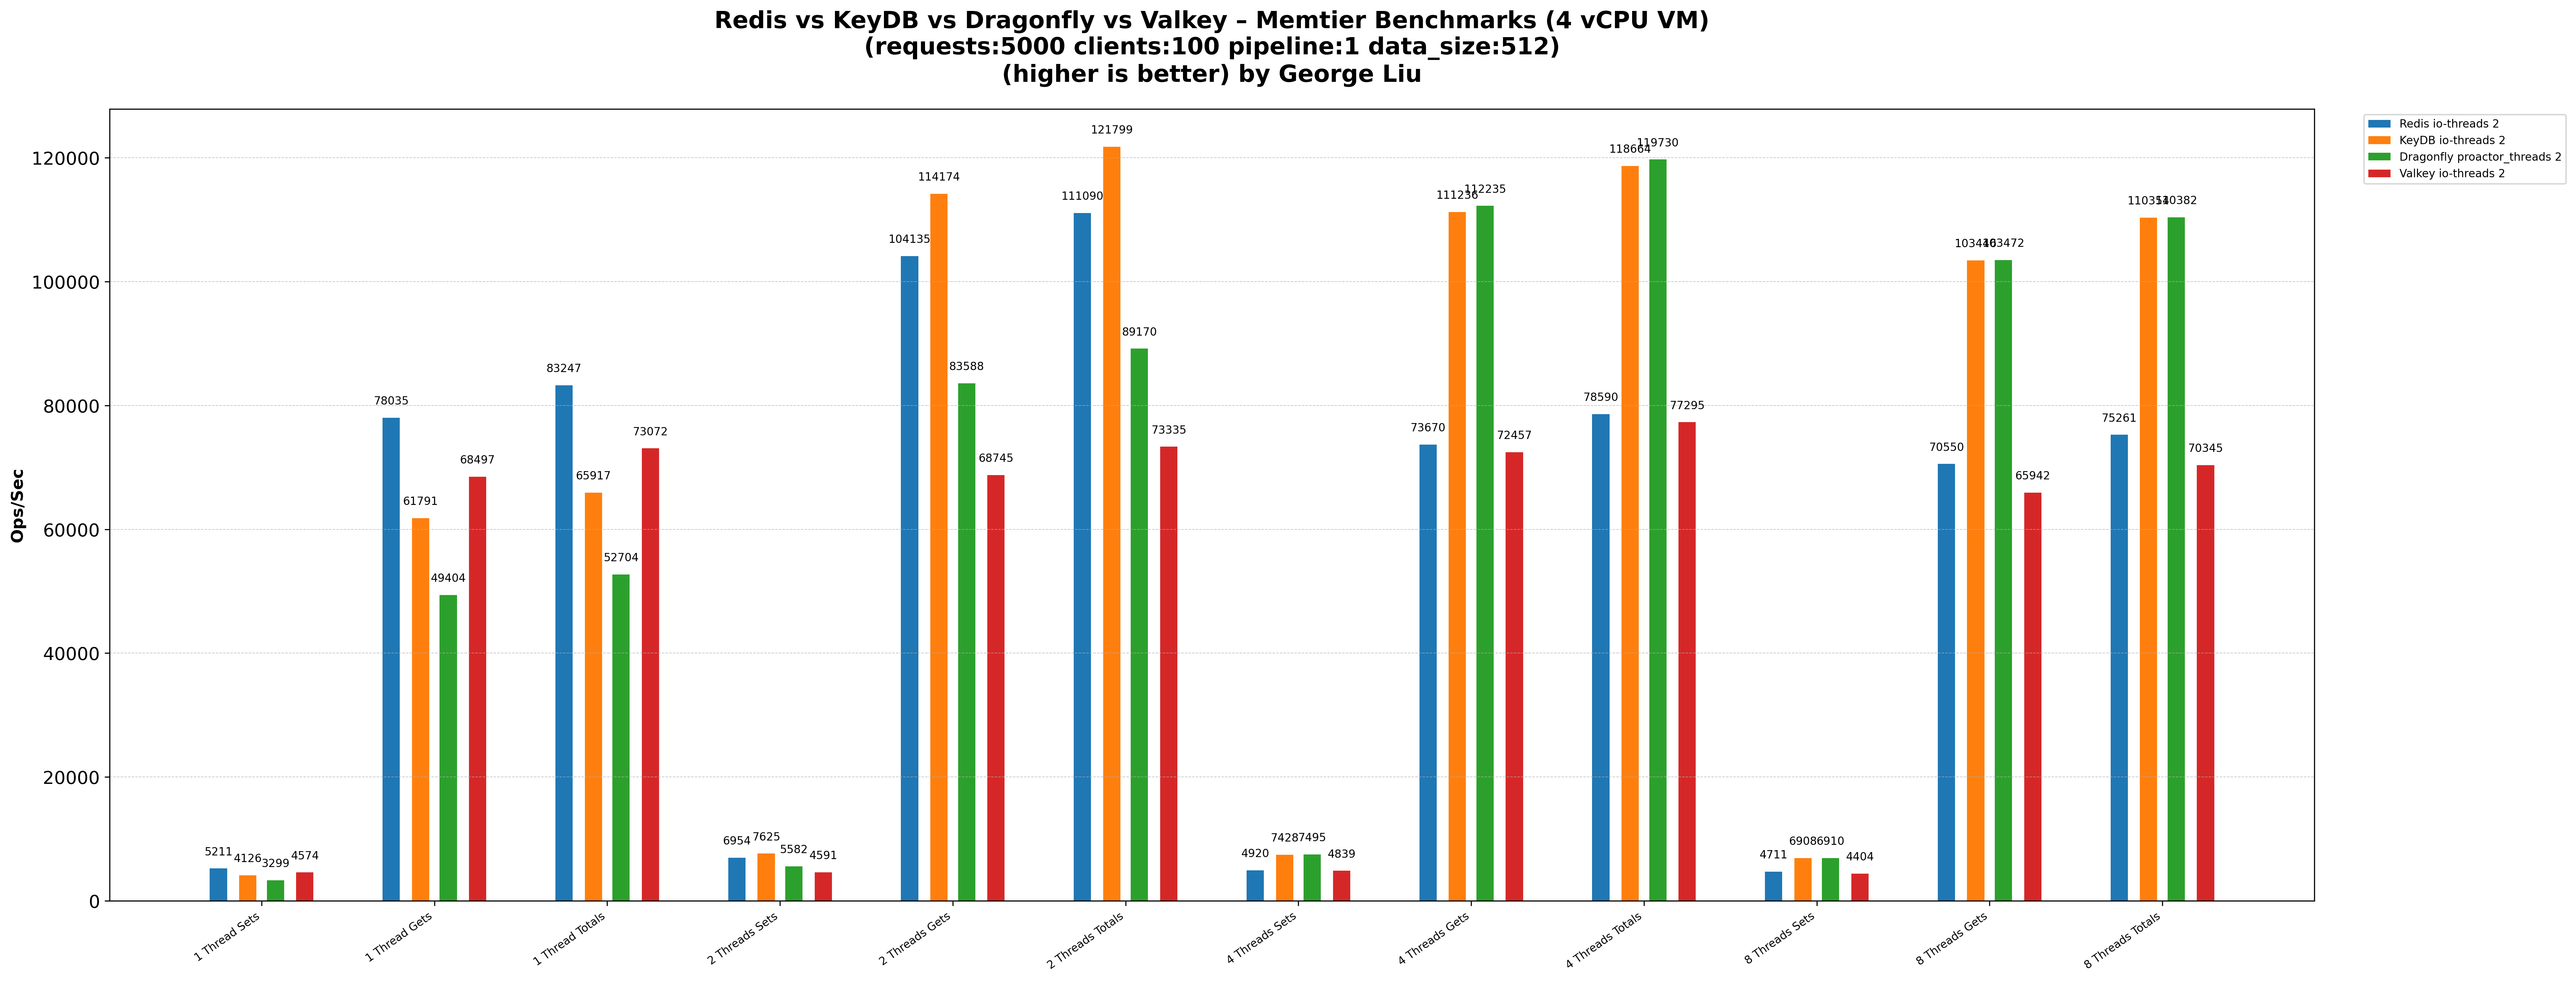 Redis vs KeyDB vs Dragonfly vs Valkey – Memtier Benchmarks (4 vCPU VM)
(requests:5000 clients:100 pipeline:1 data_size:512)
(higher is better) by George Liu
Redis io-threads 2
KeyDB io-threads 2
Dragonfly proactor_threads 2
Valkey io-threads 2
Ops/Sec
120000
100000
80000
60000
40000
20000
0
5211
4126
3299
4574
78035
61791
49404
68497
83247
65917
52704
73072
6954
7625
5582
4591
104135
114174
83588
68745
111090
121799
89170
73335
4920
7428
7495
4839
73670
111236
112235
72457
78590
118664
119730
77295
4711
6908
6910
4404
70550
103446
103472
65942
75261
110354
110382
70345
1 Thread Sets
1 Thread Gets
1 Thread Totals
2 Threads Sets
2 Threads Gets
2 Threads Totals
4 Threads Sets
4 Threads Gets
4 Threads Totals
8 Threads Sets
8 Threads Gets
8 Threads Totals